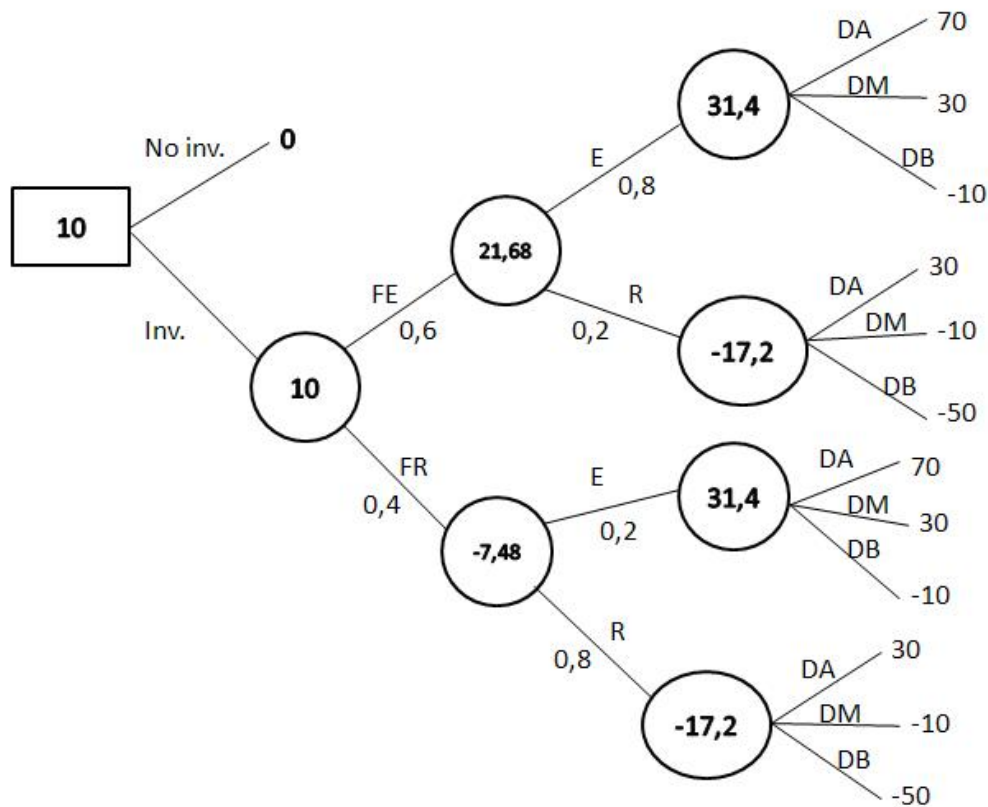 DA
70
DM
30
DB
-10
31,4
E
0,8
No inv.
0
10
21,68
FE
0,6
R
0,2
DA
30
DM
-10
DB
-50
-17,2
Inv.
10
FR
0,4
E
0,2
31,4
DA
70
DM
30
DB
-10
-7,48
R
0,8
DA
30
DM
-10
DB
-50
-17,2